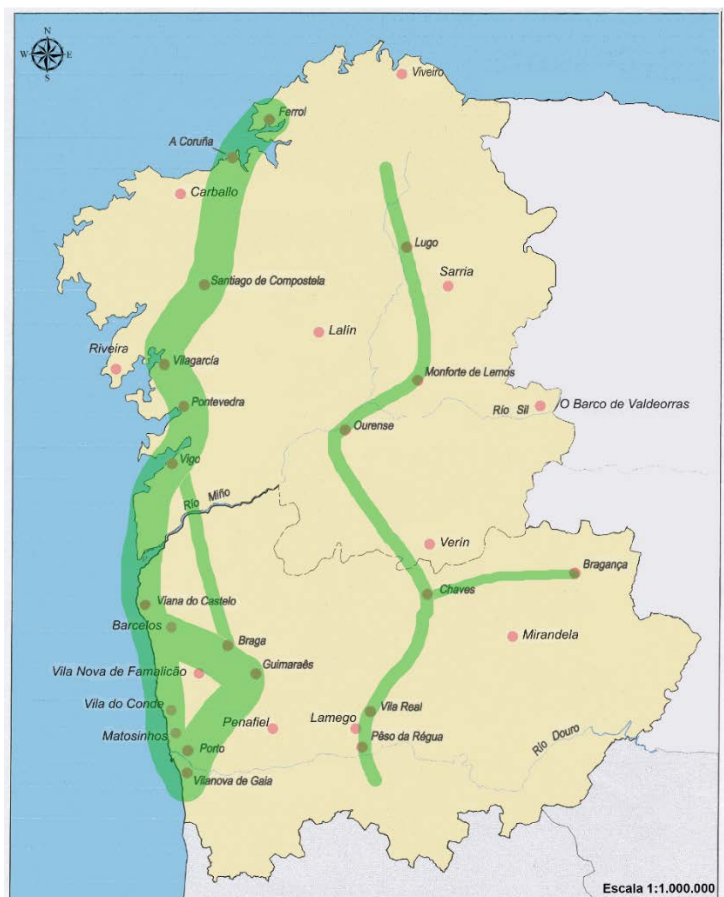 N
W E
S
Viveiro
Ferrol
A Coruña
Carballo
Lugo
Santiago de Compostela
Sarria
Lalín
Riveira
Vilagarcía
Monforte de Lemos
Pontevedra
Río Sil
O Barco de Valdeorras
Ourense
Vigo
Río Miño
Verín
Bragança
Chaves
Viana do Castelo
Barcelos
Mirandela
Braga
Vila Nova de Famalicão
Guimaraês
Vila do Conde
Vila Real
Penafiel
Lamego
Matosinhos
Porto
Pêso da Régua
Río Douro
Vilanova de Gaia
Escala 1:1.000.000